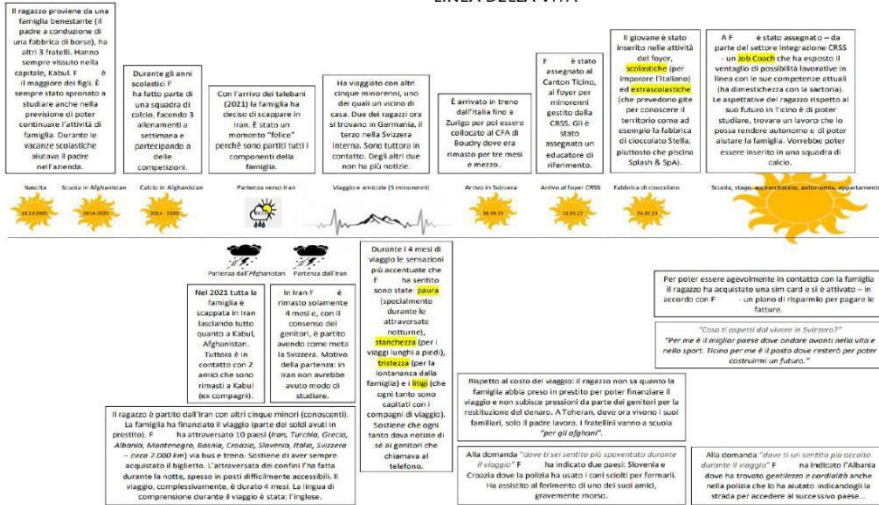 LINEA DELLA VITA
Il ragazzo proviene da una
famiglia benestante (il
padre a conduzione di
una fabbrica di borse), ha
altri 3 fratelli. Hanno
sempre vissuto nella
capitale, Kabul. F è
il maggiore dei figli. È
sempre stato spronato a
studiare anche nella
previsione di poter
continuare l'attività di
famiglia. Durante le
vacanze scolastiche
aiutava il padre
nell'azienda.
Durante gli anni
scolastici F
ha fatto parte di
una squadra di
calcio, facendo 3
allenamenti a
settimana e
partecipando a
delle
competizioni.
Con l'arrivo dei talebani
(2021) la famiglia ha
deciso di scappare in
Iran. È stato un
momento "felice"
perché sono partiti tutti i
componenti della
famiglia.
Ha viaggiato con altri
cinque minorenni, uno
dei quali un vicino di
casa. Due dei ragazzi ora
si trovano in Germania, il
terzo nella Svizzera
Interna. Sono tuttora in
contatto. Degli altri due
non ha più notizie.
È arrivato in treno
dall'Italia fino a
Zurigo per poi essere
collocato al CFA di
Boudry dove era
rimasto per tre mesi
e mezzo..
F è stato
assegnato al
Canton Ticino,
al foyer per
minorenni
gestito dalla
CRSS. Gli è
stato
assegnato un
educatore di
riferimento.
Il giovane è stato
inserito nelle attività
del foyer,
scolastiche (per
imporare l'italiano)
ed extrascolastiche
(che prevedono gite
per conoscere il
territorio come ad
esempio la fabbrica
di cioccolato Stella,
piuttosto che piscina
Splash & SpA).
A F è stato assegnato – da
parte del settore Integrazione CRSS
- un Job Coach che ha esposto il
ventaglio di possibilità lavorative in
linea con le sue competenze attuali
(ha dimestichezza con la sartoria).
Le aspettative del ragazzo rispetto al
suo futuro in Ticino è di poter
studiare, trovare un lavoro che lo
possa rendere autonomo e di poter
aiutare la famiglia. Vorrebbe poter
essere inserito in una squadra di
calcio.
Nascita
Scuola in Afghanistan
Calcio in Afghanistan
Partenza verso Iran
Viaggio e amicizie (5 minorenni)
Arrivo in Svizzera
Arrivo al foyer CRSS
Fabbrica di cioccolato
Scuola, stage, apprendistato, autonomia, appartamento
2014-2020
2014 - 2020
2021
Partenza dall'Afghanistan
Partenza dall'Iran
Nel 2021 tutta la
famiglia è
scappata in Iran
lasciando tutto
quanto a Kabul,
Afghanistan.
Tuttora è in
contatto con 2
amici che sono
rimasti a Kabul
(ex compagni).
In Iran F è
rimasto solamente
4 mesi e, con il
consenso dei
genitori, è partito
avendo come meta
la Svizzera. Motivo
della partenza: in
Iran non avrebbe
avuto modo di
studiare.
Durante i 4 mesi di
viaggio le sensazioni
più accentuate che
F ha sentito
sono state: paura
(specialmente
durante le
attraversate
notturne),
stanchezza (per i
viaggi lunghi a piedi),
tristezza (per la
lontananza dalla
famiglia) e i litigi (che
ogni tanto sono
capitati con i
compagni di viaggio).
Sostiene che ogni
tanto dava notizie di
sé ai genitori che
chiamava al
telefono.
Per poter essere agevolmente in contatto con la famiglia
il ragazzo ha acquistato una sim card e si è attivato – in
accordo con F - un piano di risparmio per pagare le
fatture.
"Cosa ti aspetti dal vivere in Svizzera?"
"Per me è il miglior paese dove andare avanti nella vita e
nello sport. Ticino per me è il posto dove resterò per poter
costruirmi un futuro."
Il ragazzo è partito dall'Iran con altri cinque minori (conoscenti).
La famiglia ha finanziato il viaggio (parte dei soldi avuti in
prestito). F ha attraversato 10 paesi (Iran, Turchia, Grecia,
Albania, Montenegro, Bosnia, Croazia, Slovenia, Italia, Svizzera
– circa 7.000 km) via bus e treno. Sostiene di aver sempre
acquistato il biglietto. L'attraversata dei confini l'ha fatta
durante la notte, spesso in posti difficilmente accessibili. Il
viaggio, complessivamente, è durato 4 mesi. La lingua di
comprensione durante il viaggio è stata: l'inglese.
Rispetto al costo del viaggio: il ragazzo non sa quanto la
famiglia abbia preso in prestito per poter finanziare il
viaggio e non subisce pressioni da parte dei genitori per la
restituzione del denaro. A Teheran, dove ora vivono i suoi
familiari, solo il padre lavora. I fratellini vanno a scuola
"per gli afghani".
Alla domanda "dove ti sei sentito più spaventato durante
il viaggio" F ha indicato due paesi: Slovenia e
Croazia dove la polizia ha usato i cani sciolti per fermarli.
Ha assistito al ferimento di uno dei suoi amici,
gravemente morso.
Alla domanda "dove ti sei sentito più accolto
durante il viaggio" F ha indicato l'Albania
dove ha trovato gentilezza e cordialità anche
nella polizia che lo ha aiutato indicandogli la
strada per accedere al successivo paese..